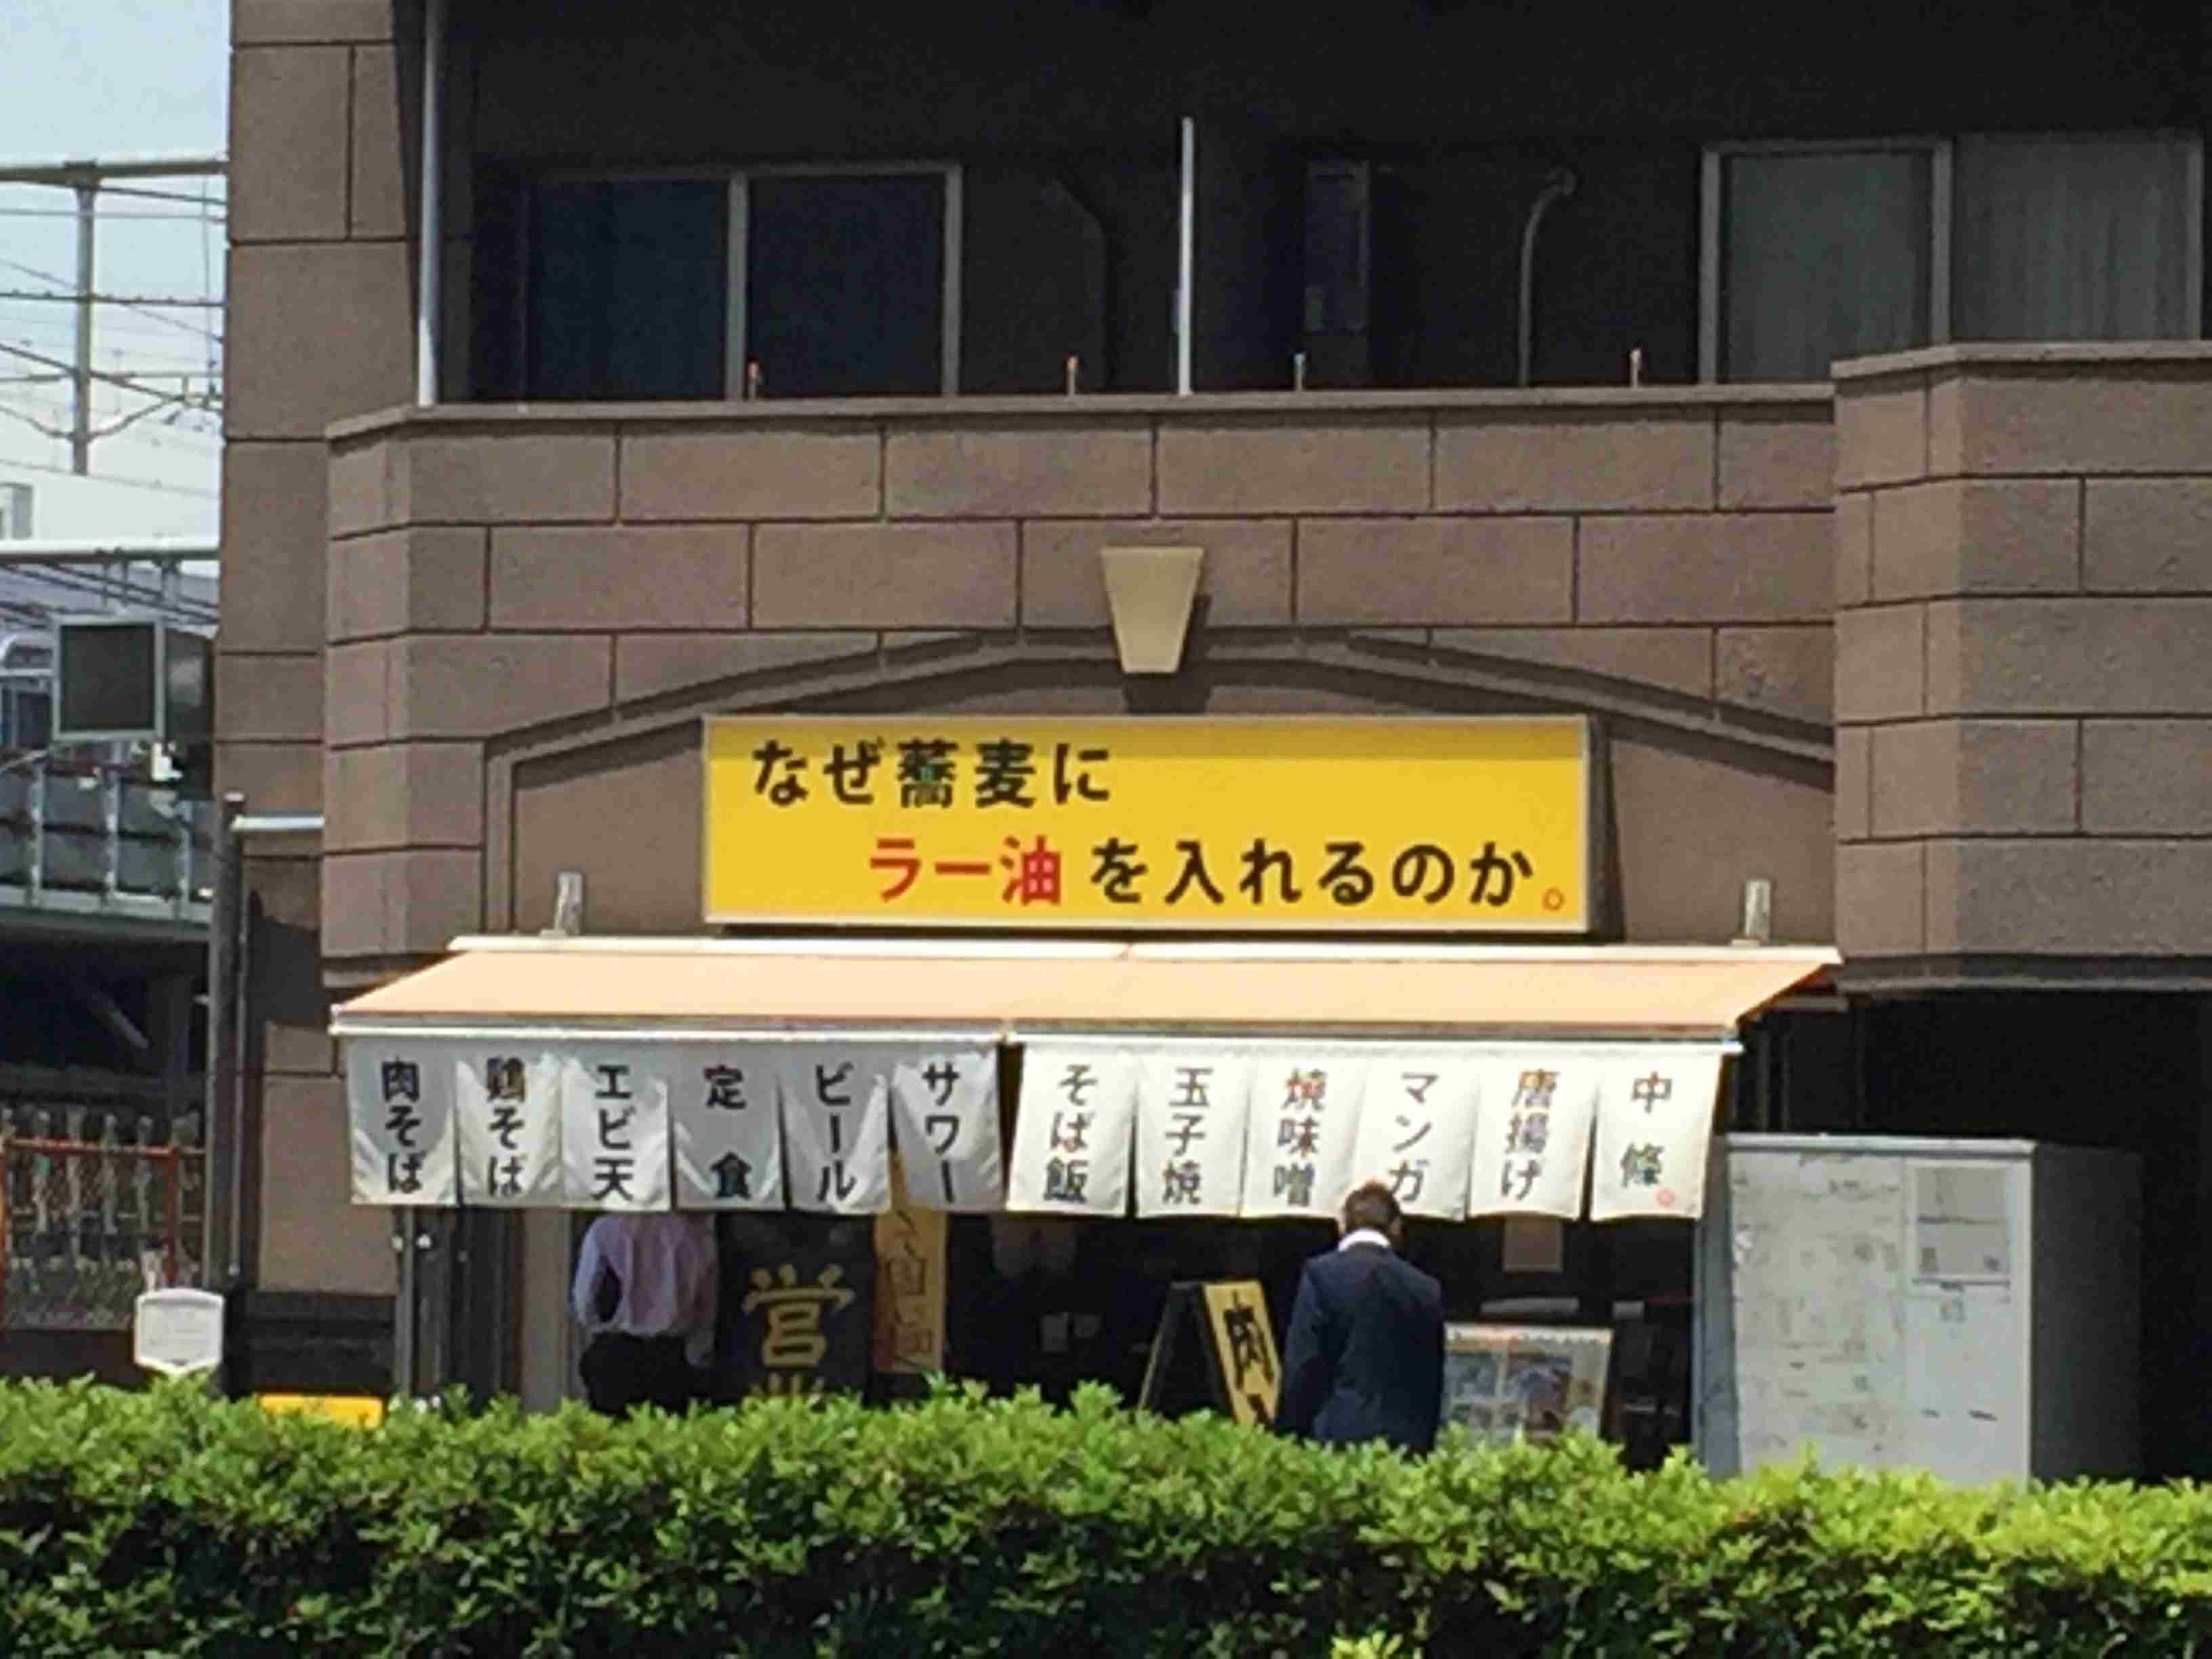 なぜ蕎麦に
ラー油を入れるのか。
肉そば
鶏そば
エビ天
定食
ビール
サワー
そば飯
玉子焼
焼味噌
マンガ
唐揚げ
中條
営
肉